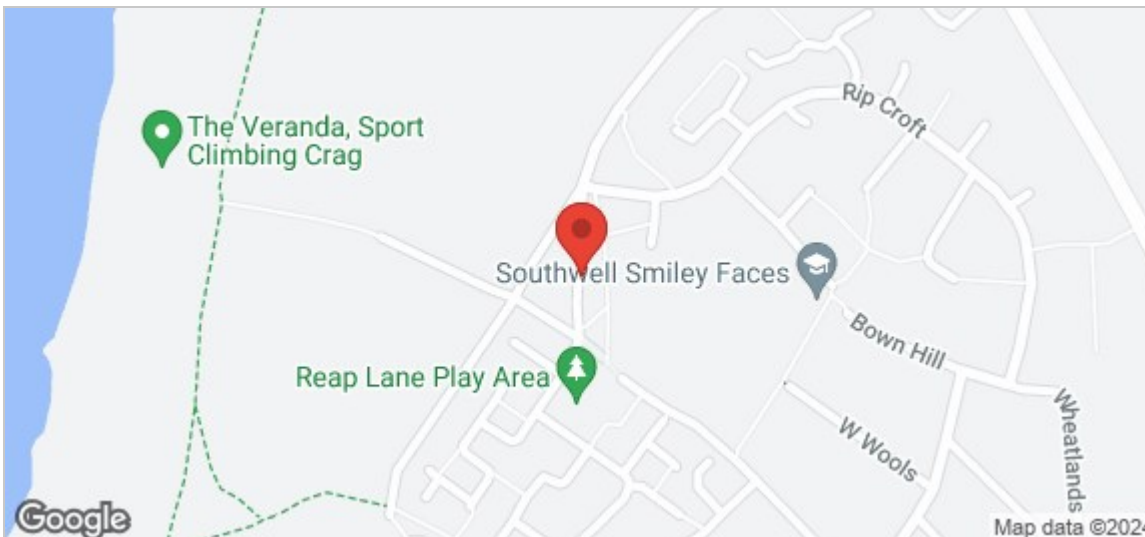 The Veranda, Sport
Climbing Crag
Rip Croft
Southwell Smiley Faces
Bown Hill
Reap Lane Play Area
W Wools
Wheatlands
Google
Map data ©2024